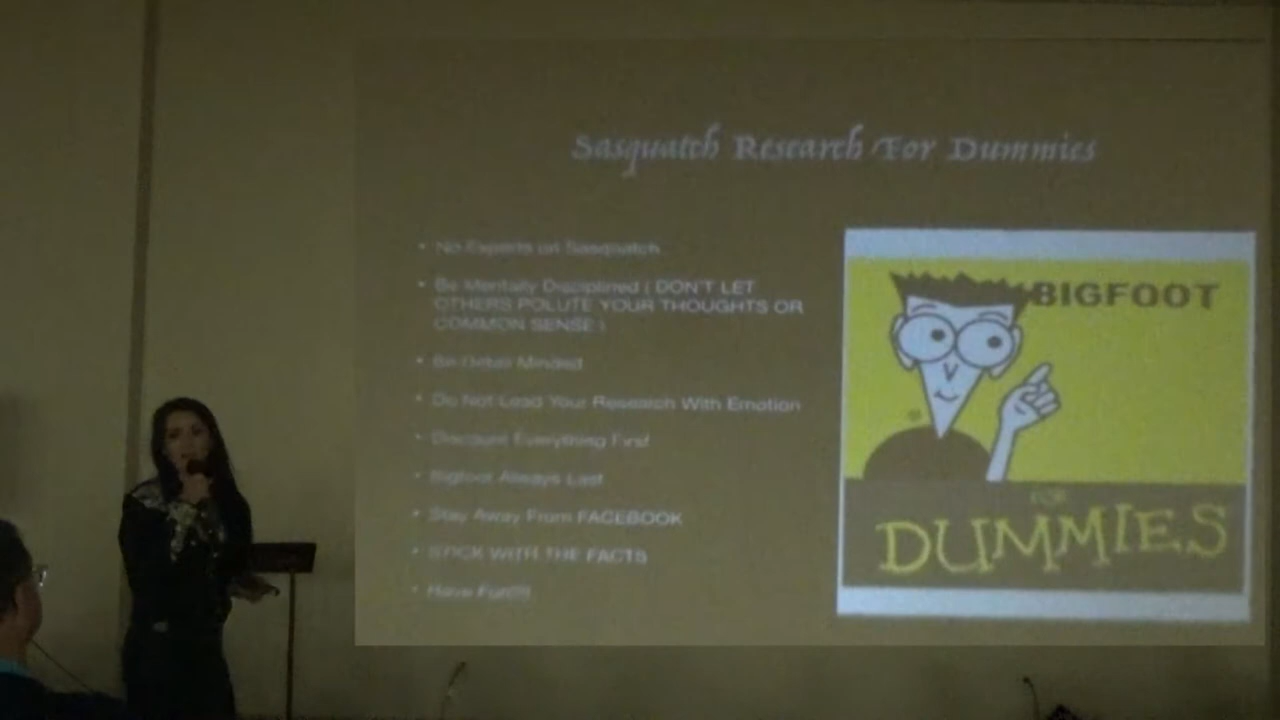 Sasquatch Research For Dummies
• No Experts on Sasquatch
• Be Mentally Disciplined ( DON'T LET
OTHERS POLUTE YOUR THOUGHTS OR
COMMON SENSE )
• Be Minded
• Do Not Lead Your Research With Emotion
• Discount Everything First
• Bigfoot Always Last
• Stay Away From FACEBOOK
• STICK WITH THE FACTS
• Have Fun!!!!
BIGFOOT
®
FOR
DUMMIES